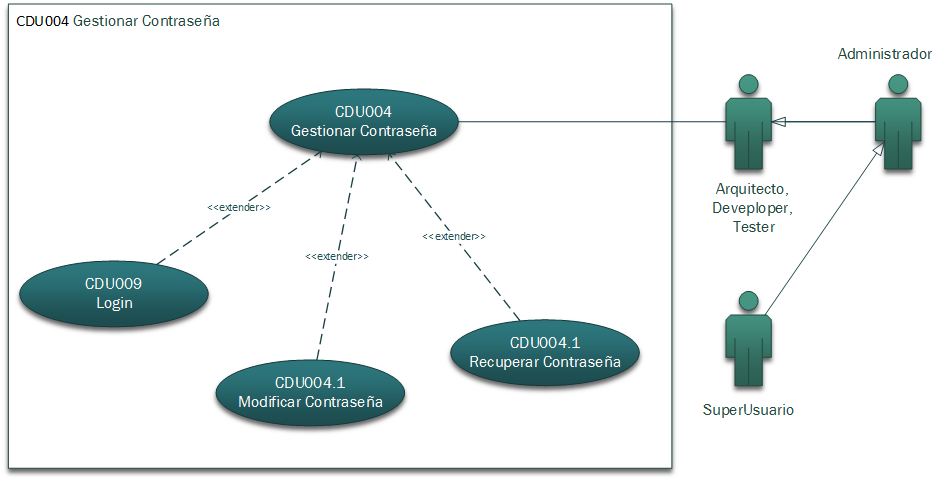 CDU004 Gestionar Contraseña
Administrador
CDU004
Gestionar Contraseña
Arquitecto,
Deveploper,
Tester
<<extender>>
<<extender>>
<<extender>>
CDU009
Login
CDU004.1
Recuperar Contraseña
CDU004.1
Modificar Contraseña
SuperUsuario